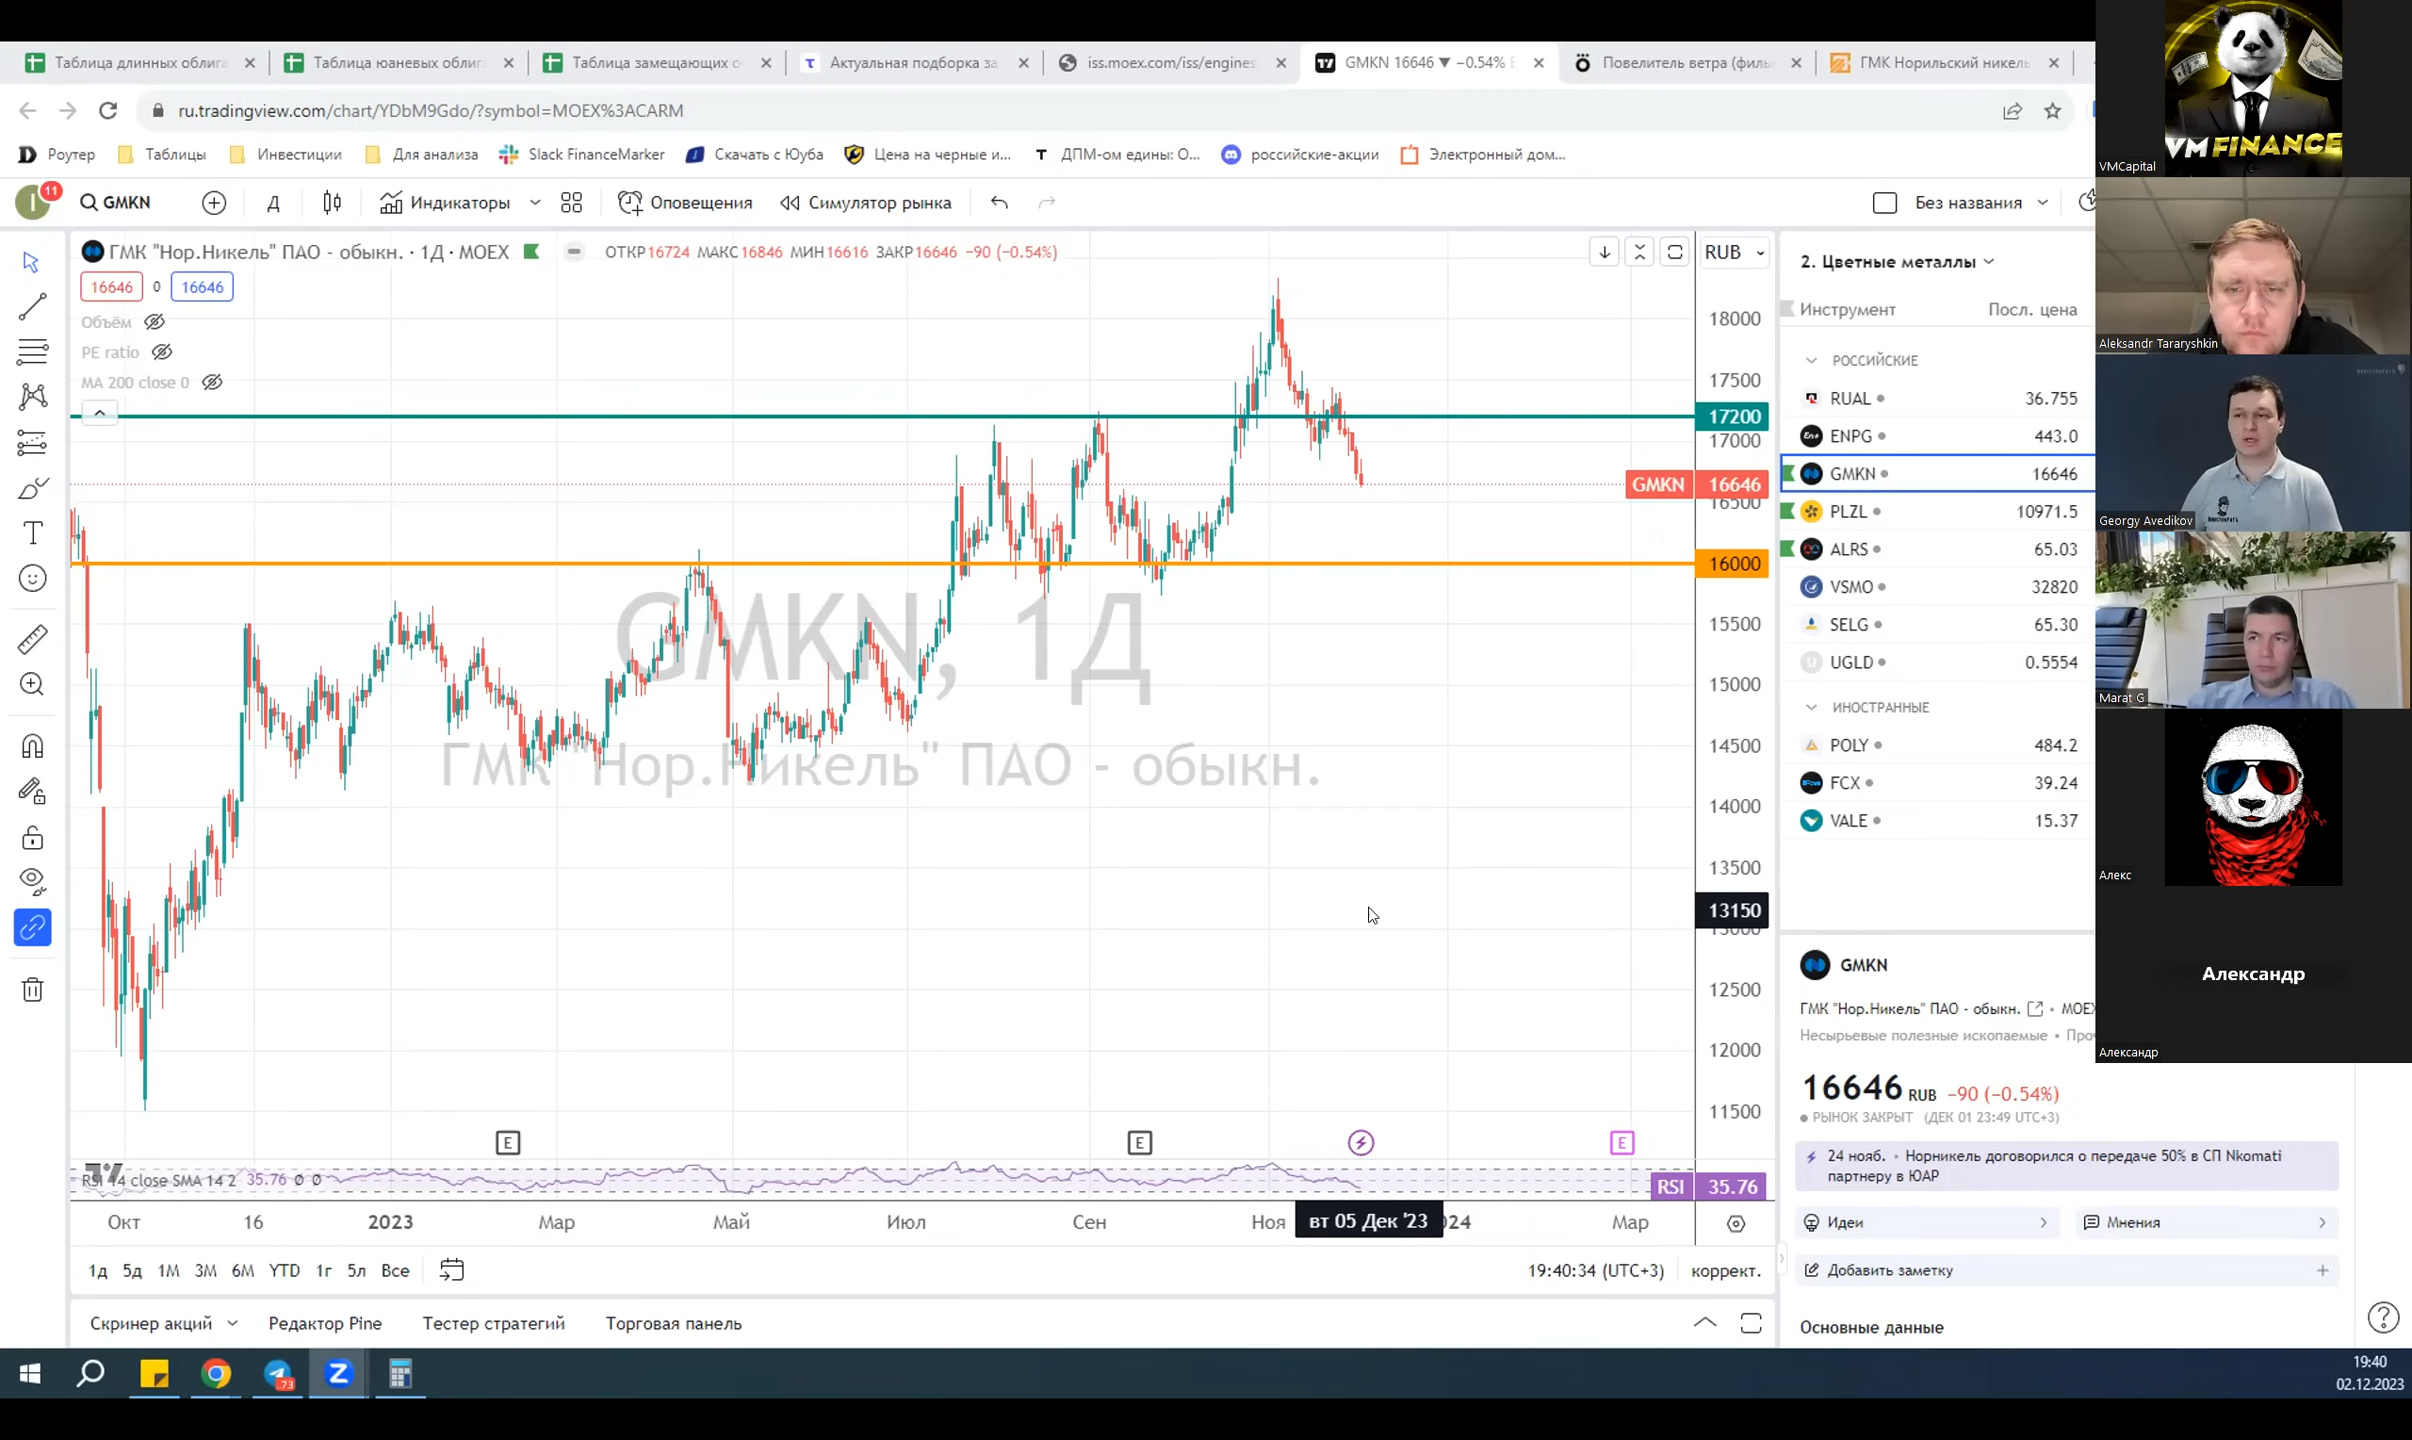 Таблица длинных облига
Таблица юаневых облиг
Таблица замещающих о
Актуальная подборка за
iss.moex.com/iss/engines
GMKN 16646 ▼ −0.54%
Повелитель ветра (филь
ГМК Норильский никель
ru.tradingview.com/chart/YDbM9Gdo/?symbol=MOEX%3ACARM
Роутер
Таблицы
Инвестиции
Для анализа
Slack FinanceMarker
Скачать с Юуба
Цена на черные и...
ДПМ-ом едины: О...
российские-акции
Электронный дом...
11
GMKN
Д
Индикаторы
Оповещения
Симулятор рынка
Без названия
ГМК "Нор.Никель" ПАО - обыкн. · 1Д · MOEX
ОТКР16724 МАКС16846 МИН16616 ЗАКР16646 −90 (−0.54%)
RUB
16646 0 16646
Объём
PE ratio
MA 200 close 0
GMKN, 1Д
ГМК "Нор.Никель" ПАО - обыкн.
18000
17500
17200
17000
GMKN 16646
16500
16000
15500
15000
14500
14000
13500
13150
13000
12500
12000
11500
E
E
E
RSI 14 close SMA 14 2 35.76 ∅ ∅
RSI 35.76
Окт 16 2023 Мар Май Июл Сен Ноя вт 05 Дек '23 024 Мар
1д 5д 1М 3М 6М YTD 1г 5л Все
19:40:34 (UTC+3)
коррект.
Скринер акций
Редактор Pine
Тестер стратегий
Торговая панель
2. Цветные металлы
Инструмент Посл. цена
РОССИЙСКИЕ
RUAL 36.755
ENPG 443.0
GMKN 16646
PLZL 10971.5
ALRS 65.03
VSMO 32820
SELG 65.30
UGLD 0.5554
ИНОСТРАННЫЕ
POLY 484.2
FCX 39.24
VALE 15.37
GMKN
ГМК "Нор.Никель" ПАО - обыкн. • MOEX
Несырьевые полезные ископаемые • Проч
16646 RUB −90 (−0.54%)
РЫНОК ЗАКРЫТ (ДЕК 01 23:49 UTC+3)
24 нояб. • Норникель договорился о передаче 50% в СП Nkomati
партнеру в ЮАР
Идеи
Мнения
Добавить заметку
Основные данные
VM FINANCE
VMCapital
Aleksandr Tararyshkin
Georgy Avedikov
Marat G
Алекс
Александр
Александр
73
19:40
02.12.2023